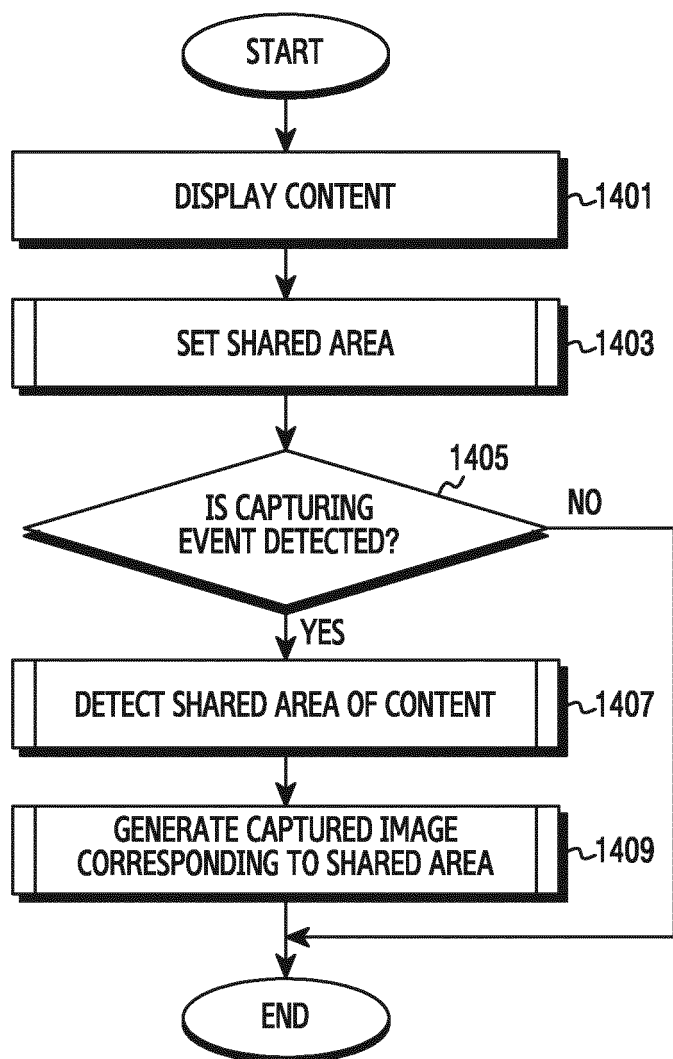 START
DISPLAY CONTENT
1401
SET SHARED AREA
1403
1405
IS CAPTURING
EVENT DETECTED?
NO
YES
DETECT SHARED AREA OF CONTENT
1407
GENERATE CAPTURED IMAGE
CORRESPONDING TO SHARED AREA
1409
END